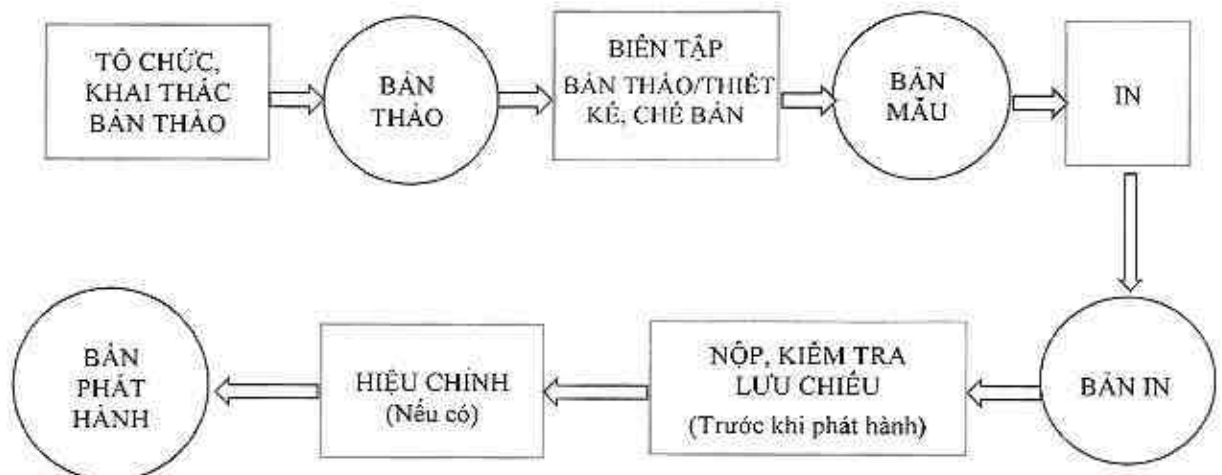 TỔ CHỨC,
KHAI THÁC
BẢN THẢO
BẢN
THẢO
BIÊN TẬP
BẢN THẢO/THIẾT
KẾ, CHẾ BẢN
BẢN
MẪU
IN
BẢN IN
NỘP, KIỂM TRA
LƯU CHIỂU
(Trước khi phát hành)
HIỆU CHỈNH
(Nếu có)
BẢN
PHÁT
HÀNH